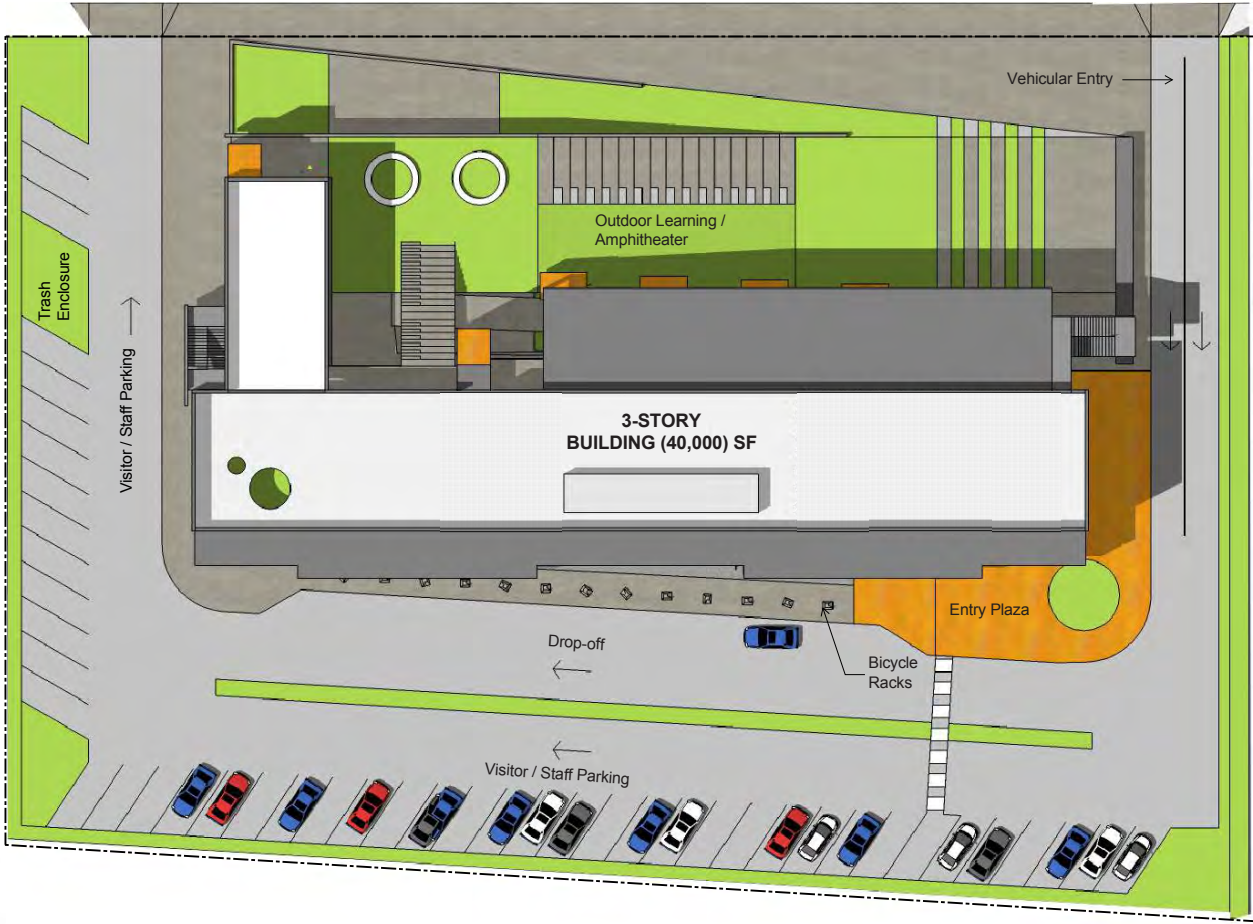 Vehicular Entry
Outdoor Learning /
Amphitheater
Trash
Enclosure
Visitor / Staff Parking
3-STORY
BUILDING (40,000) SF
Entry Plaza
Drop-off
Bicycle
Racks
Visitor / Staff Parking